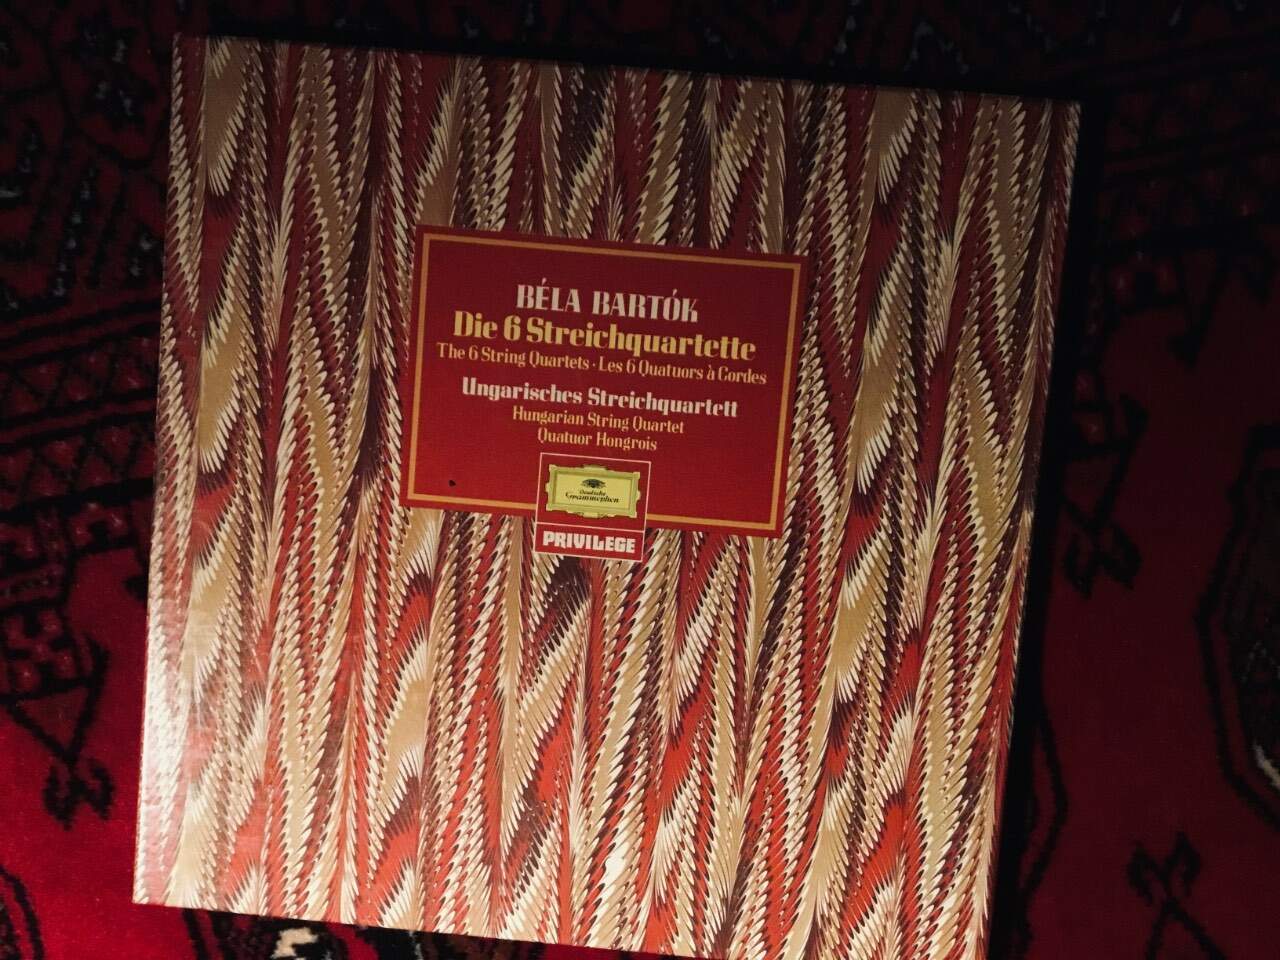 BÉLA BARTÓK
Die 6 Streichquartette
The 6 String Quartets · Les 6 Quatuors à Cordes
Ungarisches Streichquartett
Hungarian String Quartet
Quatuor Hongrois
Deutsche
Grammophon
PRIVILEGE